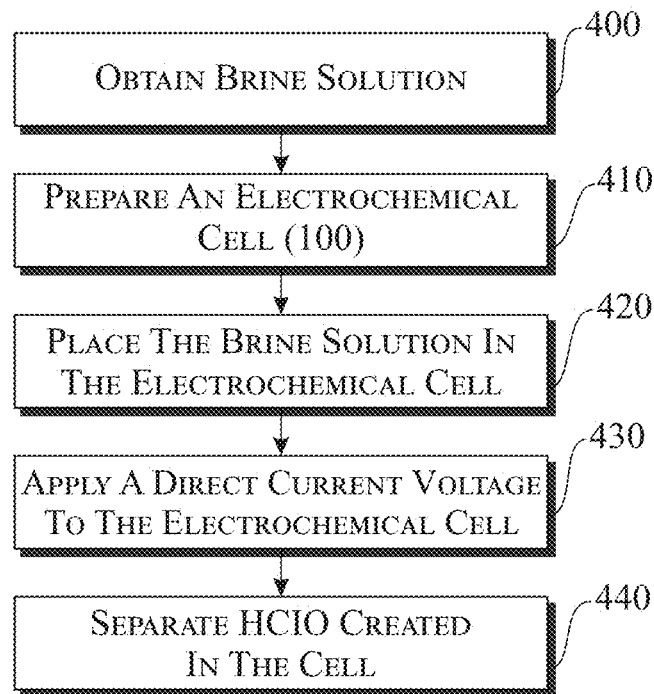 400
OBTAIN BRINE SOLUTION
410
PREPARE AN ELECTROCHEMICAL
CELL (100)
420
PLACE THE BRINE SOLUTION IN
THE ELECTROCHEMICAL CELL
430
APPLY A DIRECT CURRENT VOLTAGE
TO THE ELECTROCHEMICAL CELL
440
SEPARATE HClO CREATED
IN THE CELL